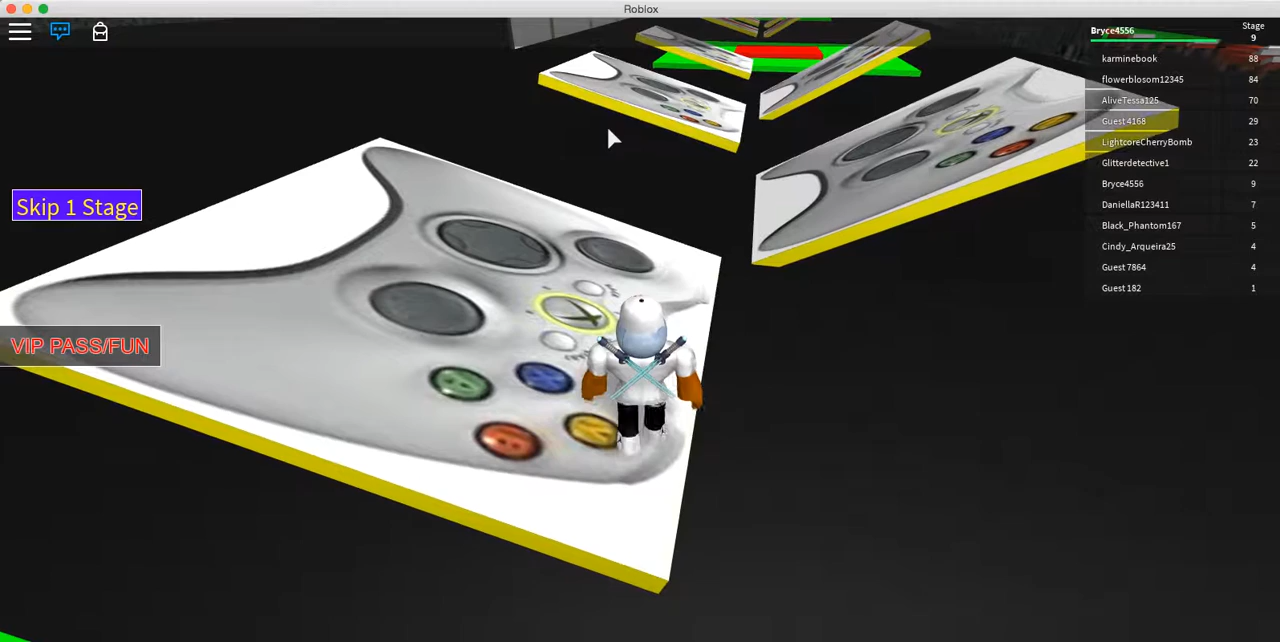 Roblox
Bryce4556
Stage
9
karminebook 88
flowerblosom12345 84
AliveTessa125 70
Guest 4168 29
LightcoreCherryBomb 23
Glitterdetective1 22
Bryce4556 9
DaniellaR123411 7
Black_Phantom167 5
Cindy_Arqueira25 4
Guest 7864 4
Guest 182 1
Skip 1 Stage
VIP PASS/FUN